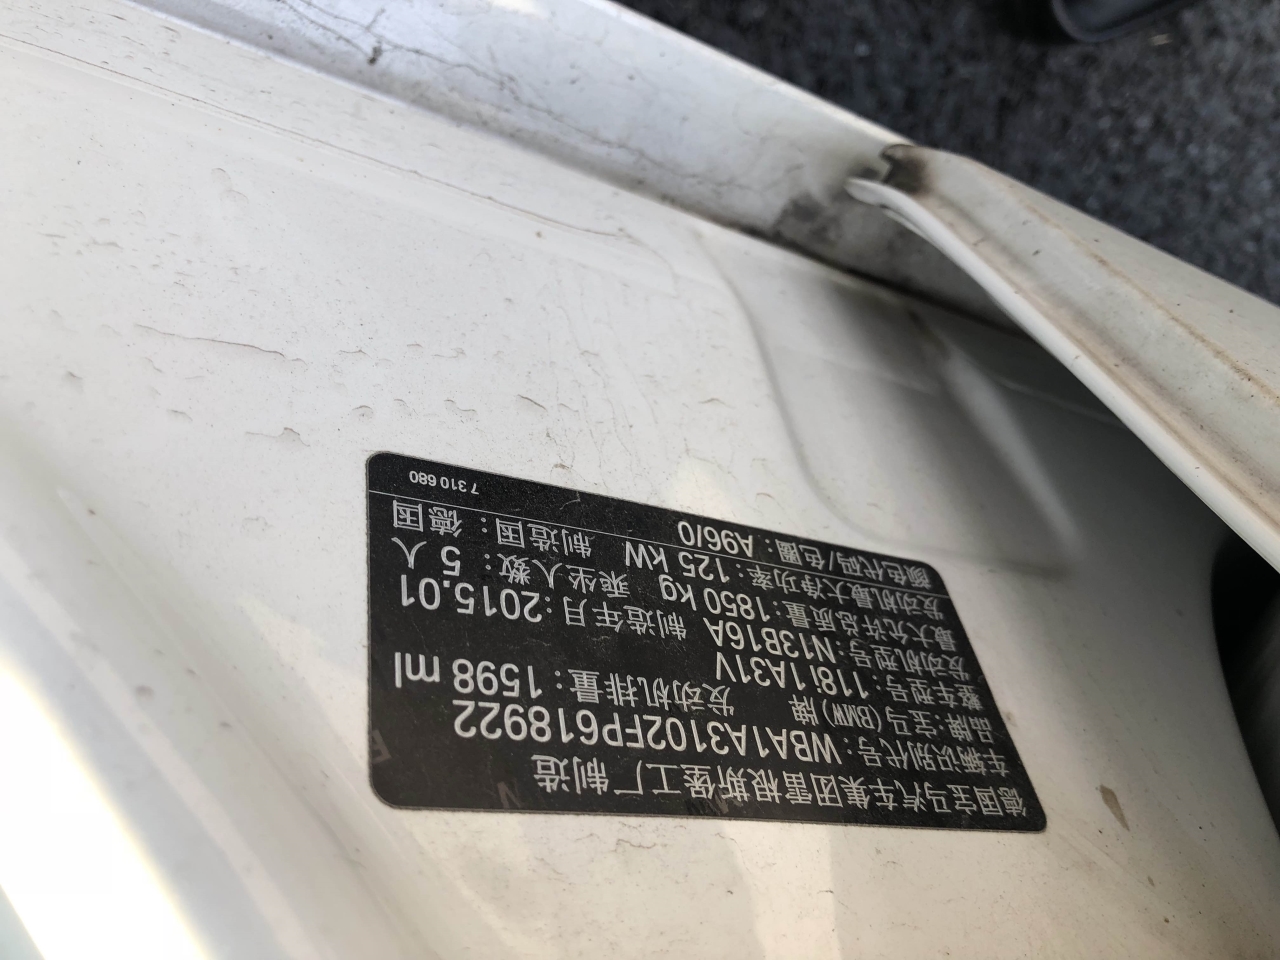 德国宝马汽车集团雷根斯堡工厂制造
车辆识别代号：WBA1A3102FP618922
品牌：宝马(BMW)牌 发动机排量：1598 ml
整车型号：118i 1A31V
发动机型号：N13B16A 制造年月：2015.01
最大允许总质量：1850 kg 乘坐人数：5 人
发动机最大净功率：125 kW 制造国：德国
颜色代码/色圈：A96/0
7 310 680